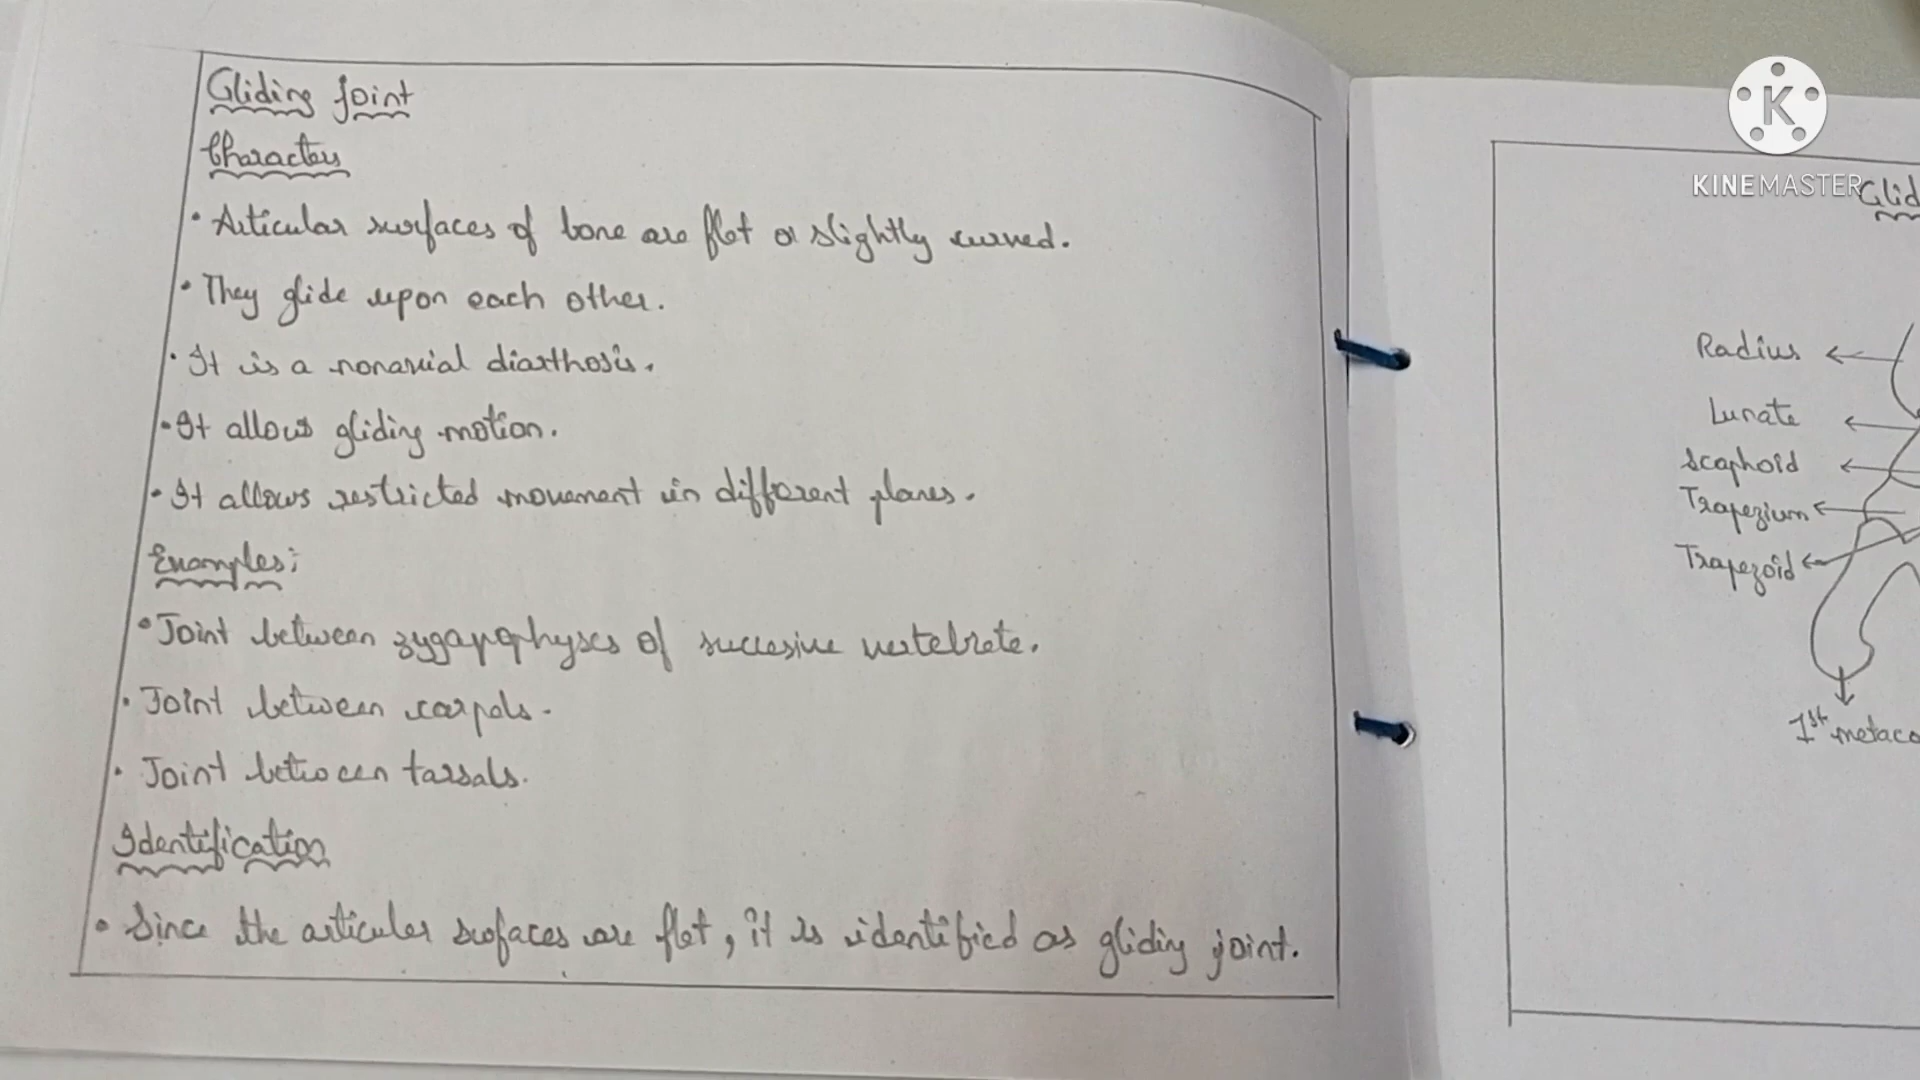 Gliding Joint
Characters
• Articular surfaces of bone are flat or slightly curved.
• They glide upon each other.
• It is a nonaxial diarthosis.
• It allows gliding motion.
• It allows restricted movement in different planes.
Examples:
• Joint between zygapophyses of succesive vertebrate.
• Joint between carpals.
• Joint between tarsals.
Identification
• Since the articular surfaces are flat, it is identified as gliding joint.
KINEMASTER
Glid
Radius
Lunate
Scaphoid
Trapezium
Trapezoid
1st metaca